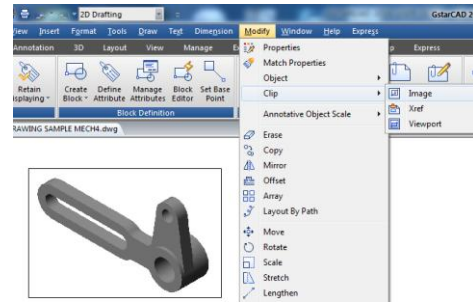 2D Drafting
GstarCAD 2
View Insert Format Tools Draw Text Dimension Modify Window Help Express
Annotation 3D Layout View Manage Express
Retain
Displaying
Create
Block
Define
Attribute
Manage
Attributes
Block
Editor
Set Base
Point
Block Definition
DRAWING SAMPLE MECH4.dwg
Properties
Match Properties
Object
Clip
Annotative Object Scale
Erase
Copy
Mirror
Offset
Array
Layout By Path
Move
Rotate
Scale
Stretch
Lengthen
Image
Xref
Viewport